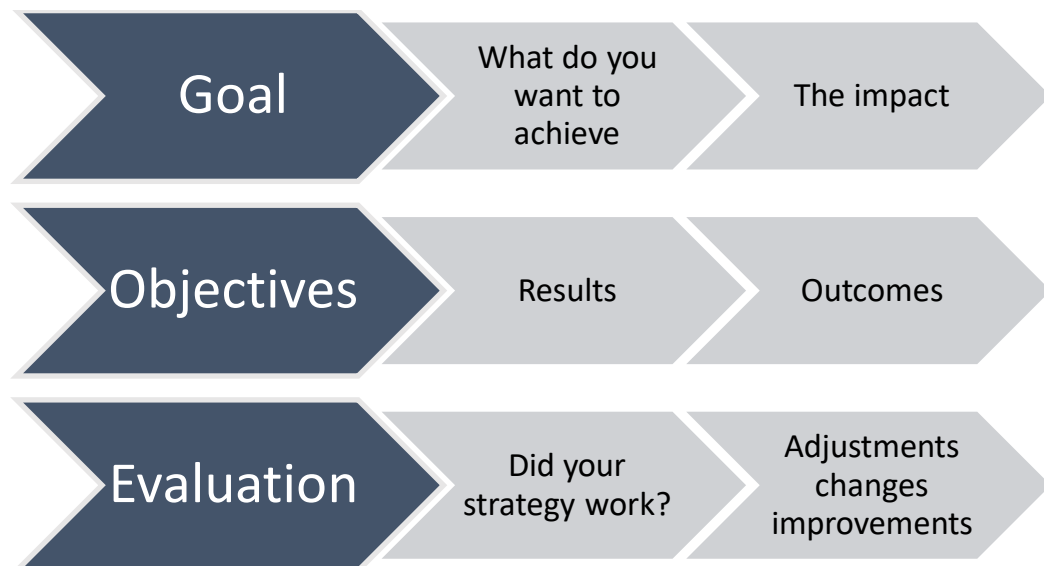 Goal
What do you
want to
achieve
The impact
Objectives
Results
Outcomes
Evaluation
Did your
strategy work?
Adjustments
changes
improvements